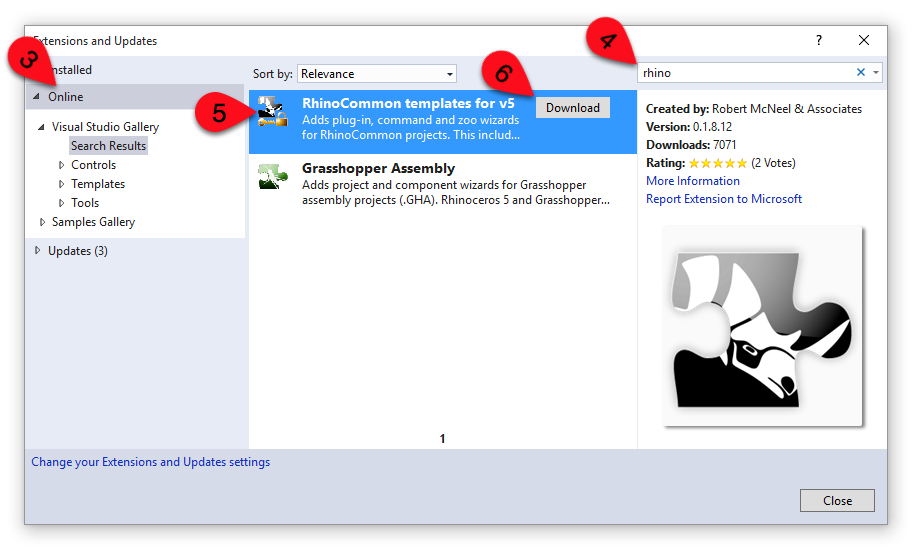 Extensions and Updates
?
3
4
5
6
Installed
Online
Visual Studio Gallery
Search Results
Controls
Templates
Tools
Samples Gallery
Updates (3)
Sort by: Relevance
RhinoCommon templates for v5
Download
Adds plug-in, command and zoo wizards
for RhinoCommon projects. This includ...
Grasshopper Assembly
Adds project and component wizards for Grasshopper
assembly projects (.GHA). Rhinoceros 5 and Grasshopper...
1
rhino
Created by: Robert McNeel & Associates
Version: 0.1.8.12
Downloads: 7071
Rating: (2 Votes)
More Information
Report Extension to Microsoft
Change your Extensions and Updates settings
Close